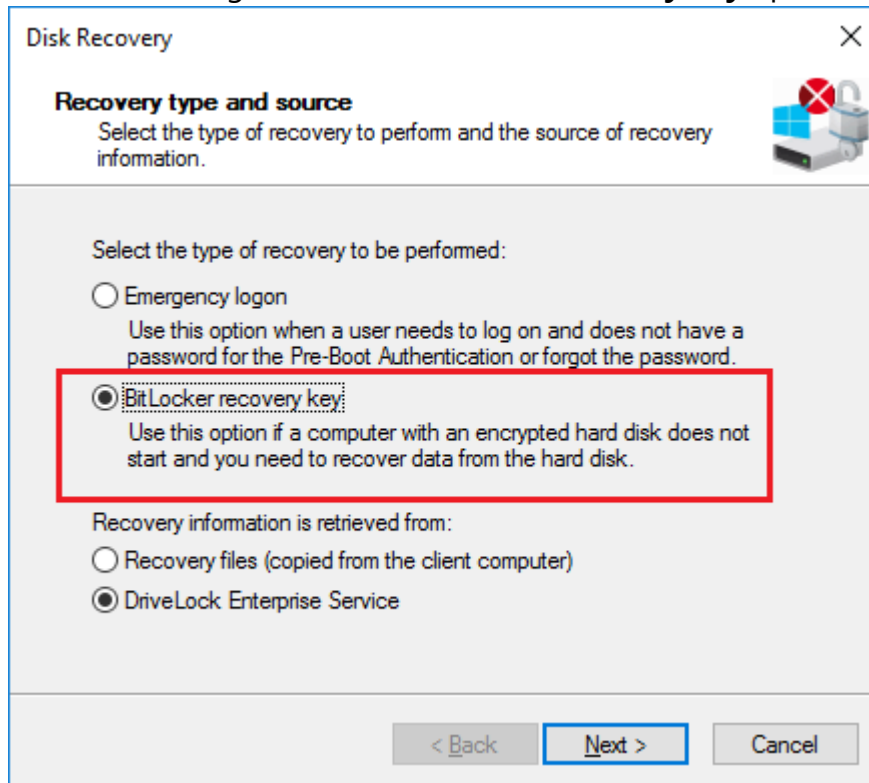 Disk Recovery
Recovery type and source
Select the type of recovery to perform and the source of recovery
information.
Select the type of recovery to be performed:
Emergency logon
Use this option when a user needs to log on and does not have a
password for the Pre-Boot Authentication or forgot the password.
BitLocker recovery key
Use this option if a computer with an encrypted hard disk does not
start and you need to recover data from the hard disk.
Recovery information is retrieved from:
Recovery files (copied from the client computer)
DriveLock Enterprise Service
< Back
Next >
Cancel